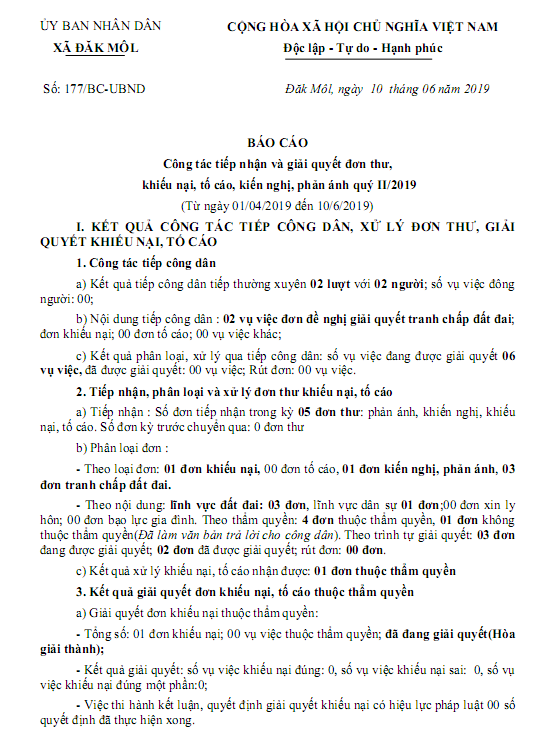 ỦY BAN NHÂN DÂN
XÃ ĐĂK MÔL
CỘNG HÒA XÃ HỘI CHỦ NGHĨA VIỆT NAM
Độc lập - Tự do - Hạnh phúc
Số: 177/BC-UBND
Đăk Môl, ngày 10 tháng 06 năm 2019
BÁO CÁO
Công tác tiếp nhận và giải quyết đơn thư,
khiếu nại, tố cáo, kiến nghị, phản ánh quý II/2019
(Từ ngày 01/04/2019 đến 10/6/2019)
I. KẾT QUẢ CÔNG TÁC TIẾP CÔNG DÂN, XỬ LÝ ĐƠN THƯ, GIẢI
QUYẾT KHIẾU NẠI, TỐ CÁO
1. Công tác tiếp công dân
a) Kết quả tiếp công dân tiếp thường xuyên 02 lượt với 02 người; số vụ việc đông
người: 00;
b) Nội dung tiếp công dân : 02 vụ việc đơn đề nghị giải quyết tranh chấp đất đai;
đơn khiếu nại; 00 đơn tố cáo; 00 vụ việc khác;
c) Kết quả phân loại, xử lý qua tiếp công dân: số vụ việc đang được giải quyết 06
vụ việc, đã được giải quyết: 00 vụ việc; Rút đơn: 00 vụ việc.
2. Tiếp nhận, phân loại và xử lý đơn thư khiếu nại, tố cáo
a) Tiếp nhận : Số đơn tiếp nhận trong kỳ 05 đơn thư: phản ánh, khiến nghị, khiếu
nại, tố cáo. Số đơn kỳ trước chuyển qua: 0 đơn thư
b) Phân loại đơn :
- Theo loại đơn: 01 đơn khiếu nại, 00 đơn tố cáo, 01 đơn kiến nghị, phản ánh, 03
đơn tranh chấp đất đai.
- Theo nội dung: lĩnh vực đất đai: 03 đơn, lĩnh vực dân sự 01 đơn;00 đơn xin ly
hôn; 00 đơn bạo lực gia đình. Theo thẩm quyền: 4 đơn thuộc thẩm quyền, 01 đơn không
thuộc thẩm quyền(Đã làm văn bản trả lời cho công dân). Theo trình tự giải quyết: 03 đơn
đang được giải quyết; 02 đơn đã được giải quyết; rút đơn: 00 đơn.
c) Kết quả xử lý khiếu nại, tố cáo nhận được: 01 đơn thuộc thẩm quyền
3. Kết quả giải quyết đơn khiếu nại, tố cáo thuộc thẩm quyền
a) Giải quyết đơn khiếu nại thuộc thẩm quyền:
- Tổng số: 01 đơn khiếu nại; 00 vụ việc thuộc thẩm quyền; đã đang giải quyết(Hòa
giải thành);
- Kết quả giải quyết: số vụ việc khiếu nại đúng: 0, số vụ việc khiếu nại sai: 0, số vụ
việc khiếu nại đúng một phần:0;
- Việc thi hành kết luận, quyết định giải quyết khiếu nại có hiệu lực pháp luật 00 số
quyết định đã thực hiện xong.